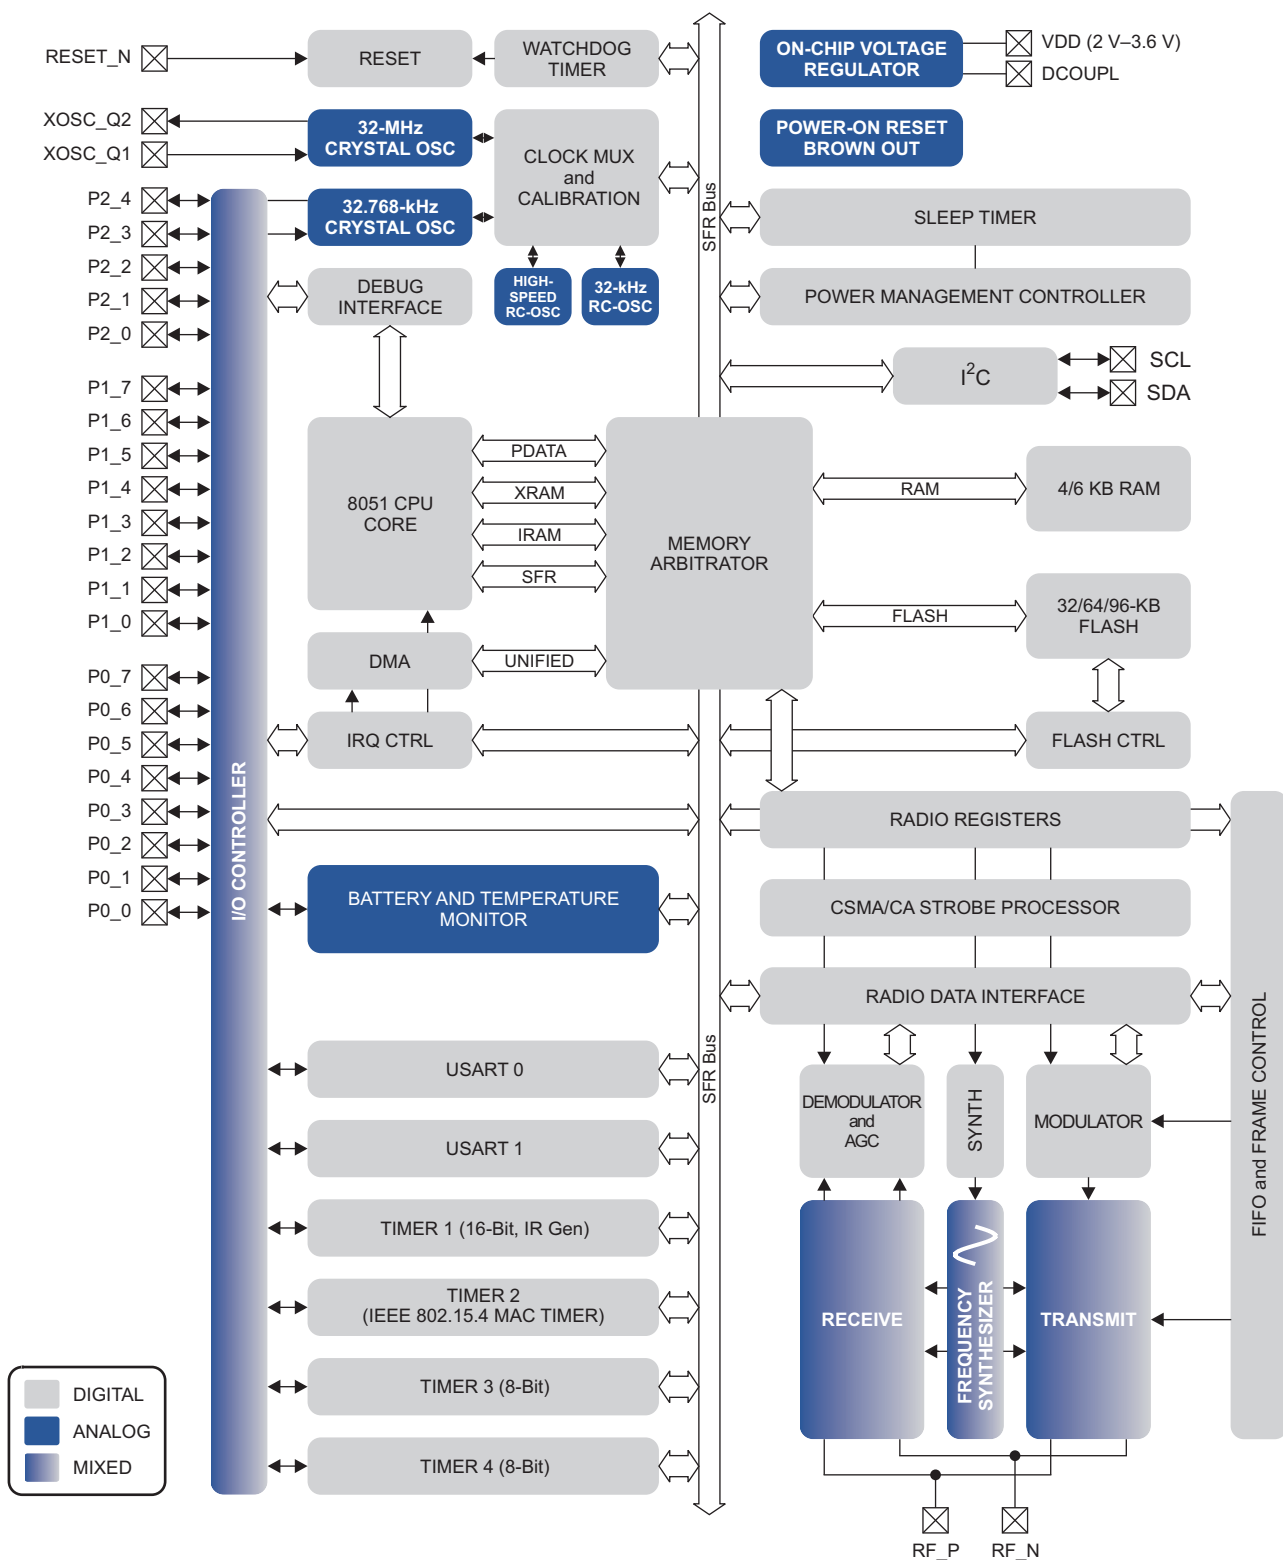 RESET_N
RESET
WATCHDOG
TIMER
ON-CHIP VOLTAGE
REGULATOR
VDD (2 V–3.6 V)
DCOUPL
XOSC_Q2
XOSC_Q1
32-MHz
CRYSTAL OSC
CLOCK MUX
and
CALIBRATION
POWER-ON RESET
BROWN OUT
SFR Bus
P2_4
P2_3
P2_2
P2_1
P2_0
32.768-kHz
CRYSTAL OSC
SLEEP TIMER
HIGH-
SPEED
RC-OSC
32-kHz
RC-OSC
DEBUG
INTERFACE
POWER MANAGEMENT CONTROLLER
I2C
SCL
SDA
P1_7
P1_6
P1_5
P1_4
P1_3
P1_2
P1_1
P1_0
8051 CPU
CORE
PDATA
XRAM
IRAM
SFR
MEMORY
ARBITRATOR
RAM
4/6 KB RAM
FLASH
32/64/96-KB
FLASH
DMA
UNIFIED
P0_7
P0_6
P0_5
P0_4
P0_3
P0_2
P0_1
P0_0
IRQ CTRL
FLASH CTRL
I/O CONTROLLER
RADIO REGISTERS
BATTERY AND TEMPERATURE
MONITOR
CSMA/CA STROBE PROCESSOR
RADIO DATA INTERFACE
FIFO and FRAME CONTROL
SFR Bus
USART 0
USART 1
DEMODULATOR
and
AGC
SYNTH
MODULATOR
TIMER 1 (16-Bit, IR Gen)
TIMER 2
(IEEE 802.15.4 MAC TIMER)
TIMER 3 (8-Bit)
TIMER 4 (8-Bit)
RECEIVE
FREQUENCY
SYNTHESIZER
TRANSMIT
DIGITAL
ANALOG
MIXED
RF_P
RF_N